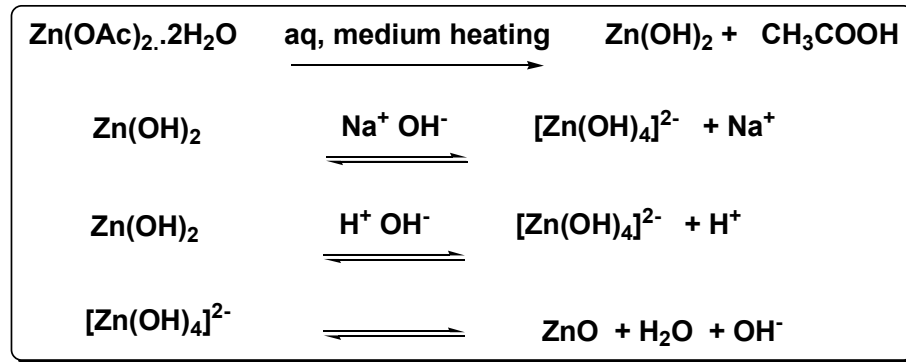 Zn(OAc)₂..2H₂O aq, medium heating Zn(OH)₂ + CH₃COOH
Zn(OH)₂ Na⁺ OH⁻ [Zn(OH)₄]²⁻ + Na⁺
Zn(OH)₂ H⁺ OH⁻ [Zn(OH)₄]²⁻ + H⁺
[Zn(OH)₄]²⁻ ZnO + H₂O + OH⁻